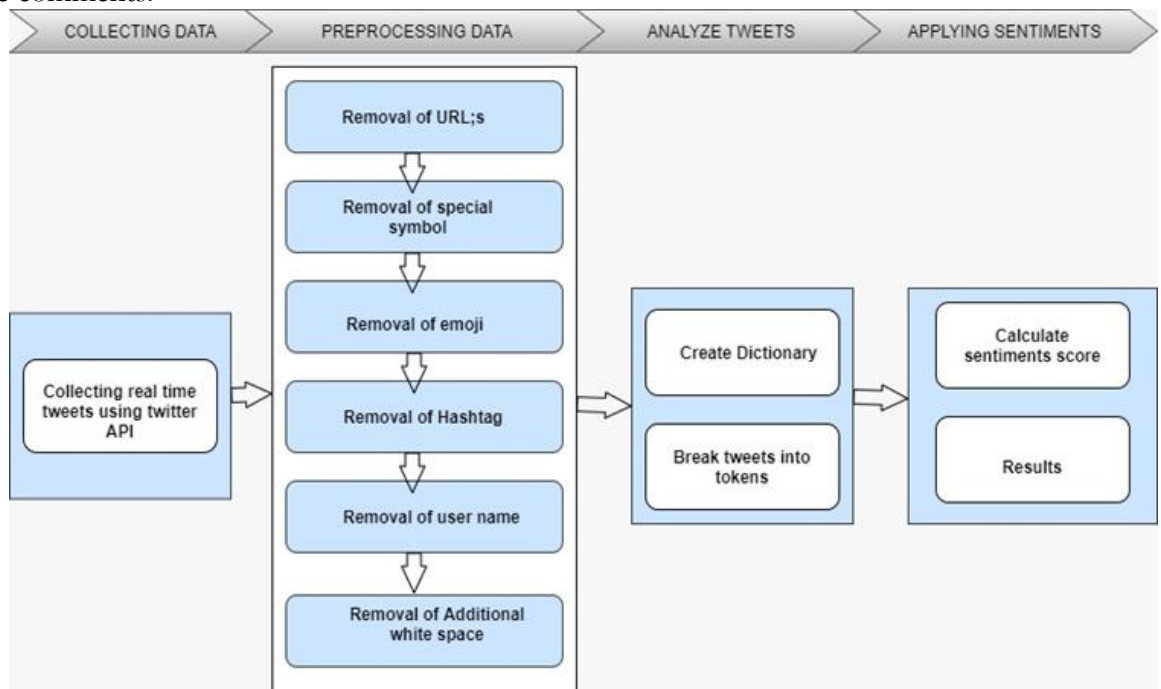 e comments.
COLLECTING DATA
PREPROCESSING DATA
ANALYZE TWEETS
APPLYING SENTIMENTS
Collecting real time
tweets using twitter
API
Removal of URL;s
Removal of special
symbol
Removal of emoji
Removal of Hashtag
Removal of user name
Removal of Additional
white space
Create Dictionary
Break tweets into
tokens
Calculate
sentiments score
Results